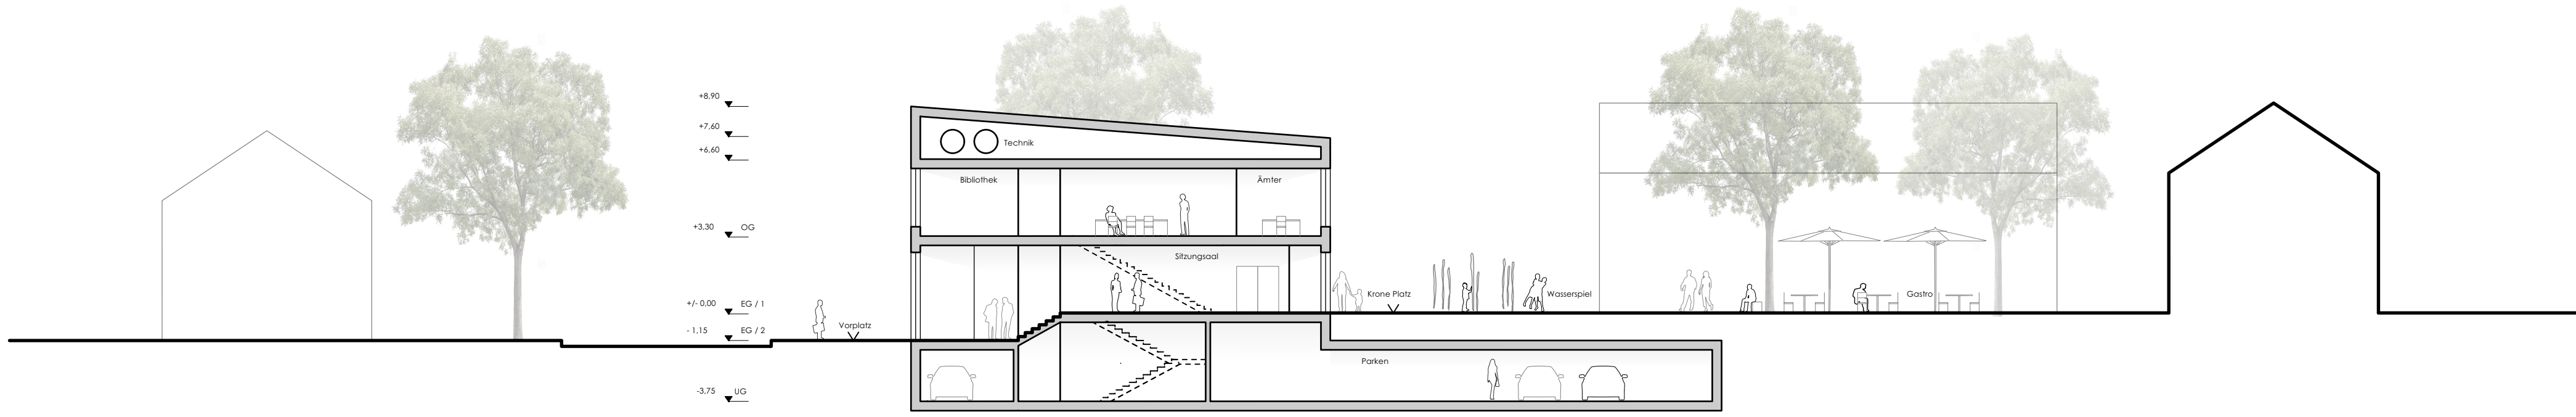 +8,90
+7,60
+6,60
Technik
Bibliothek
Ämter
+3,30 OG
Sitzungsaal
+/- 0,00 EG / 1
Krone Platz
Wasserspiel
Gastro
- 1,15 EG / 2
Vorplatz
Parken
-3,75 UG